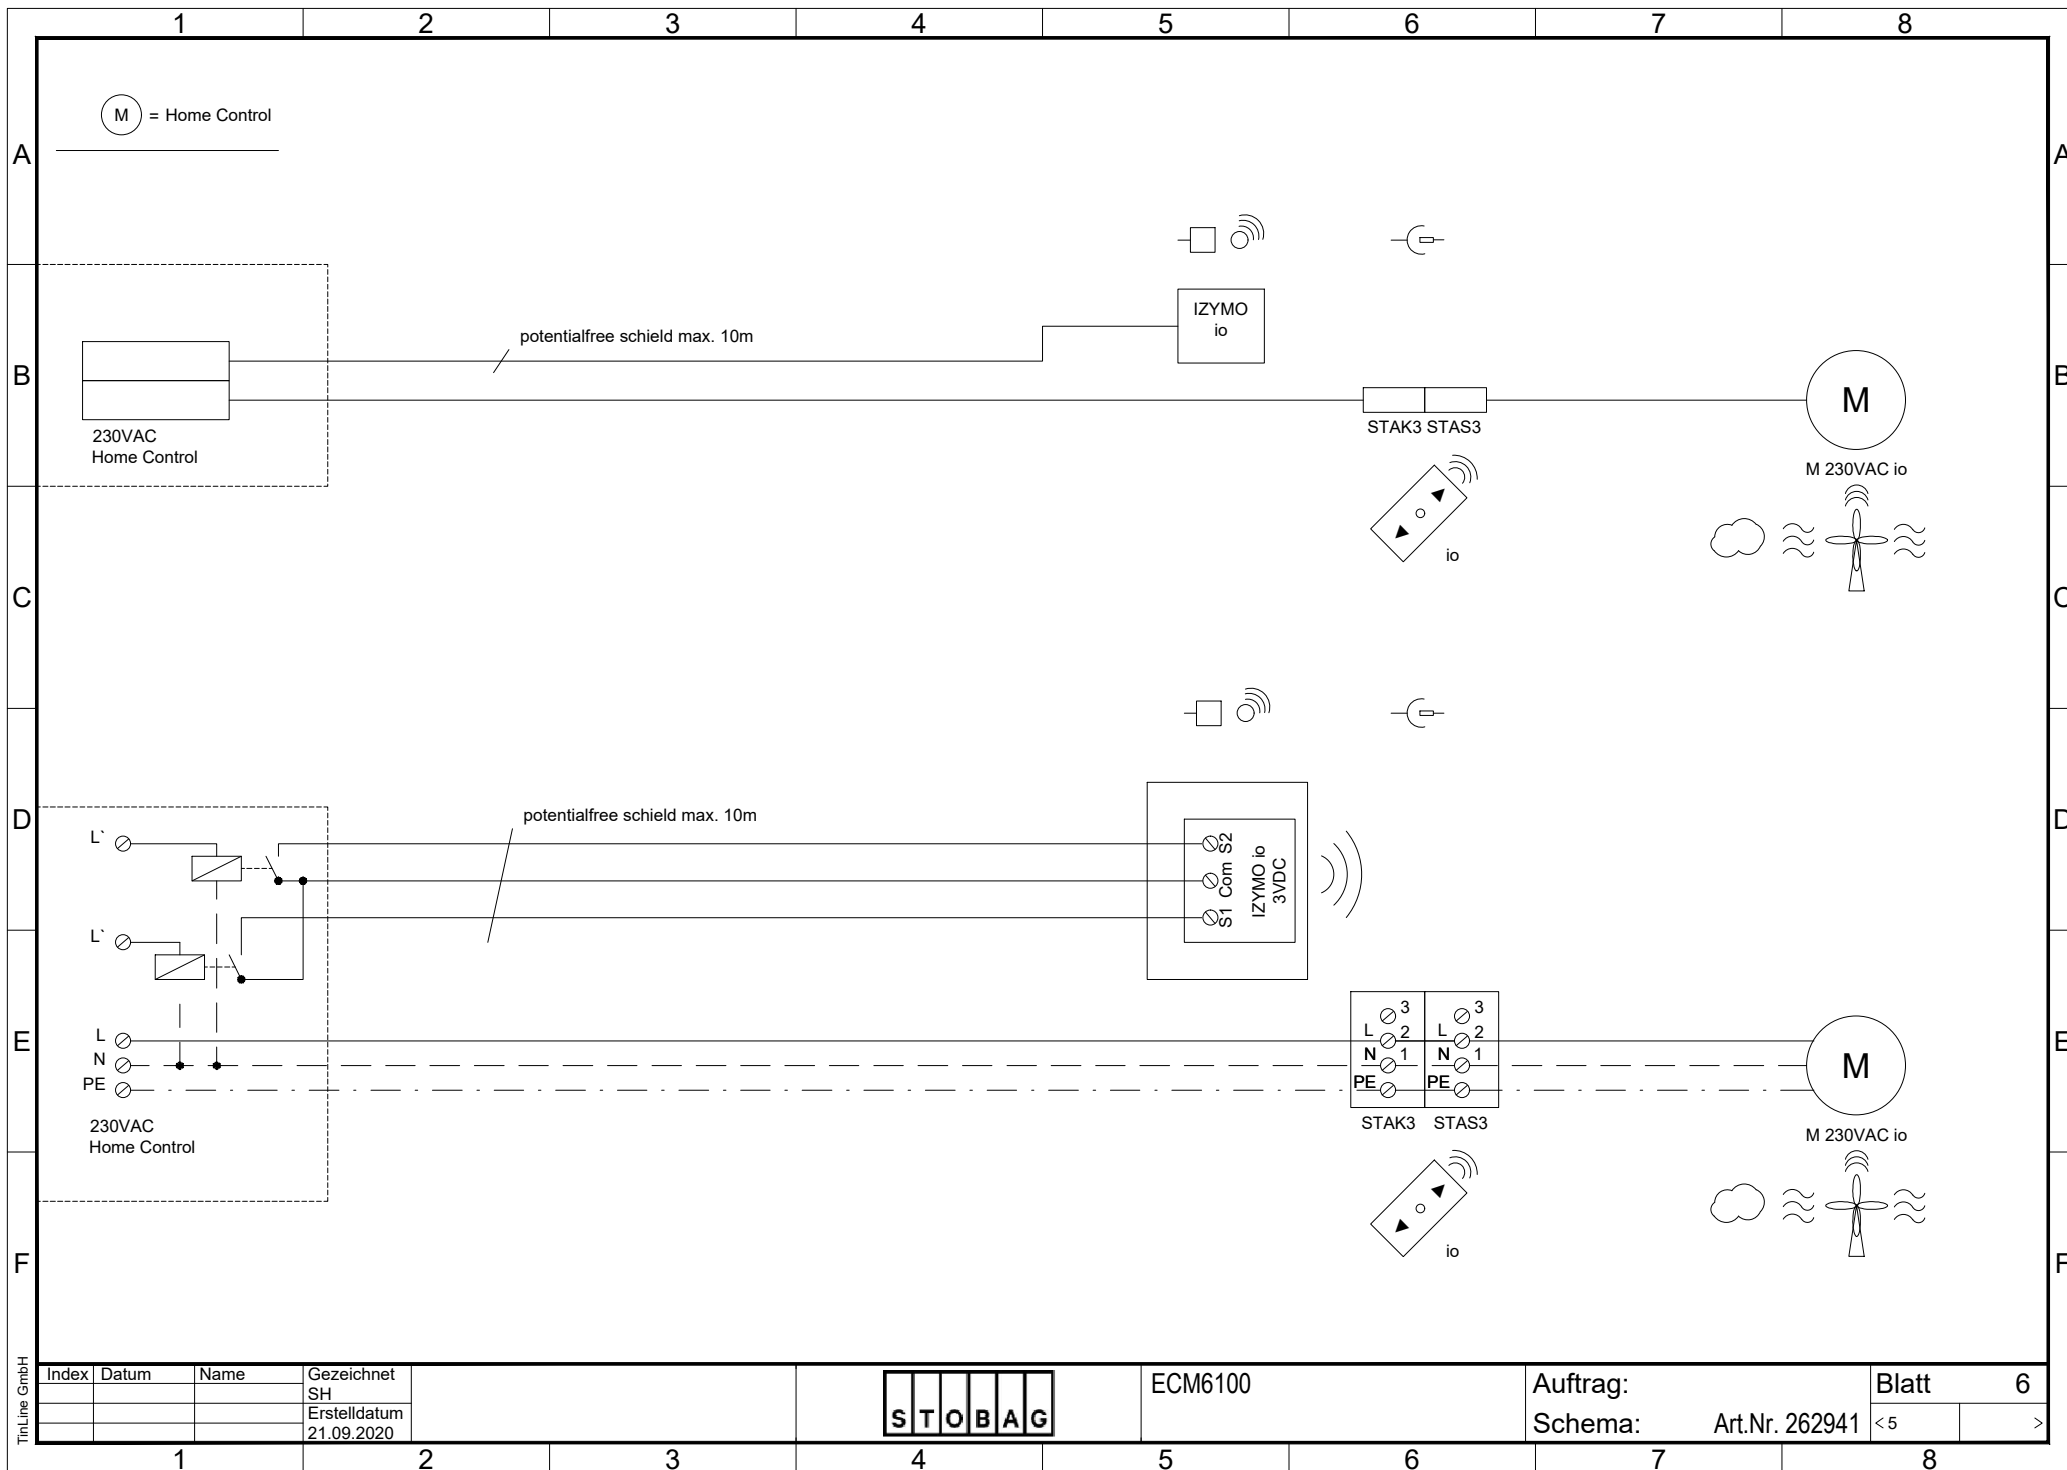 1 2 3 4 5 6 7 8
M = Home Control
A A
IZYMO
io
potentialfree schield max. 10m
B B
M
STAK3 STAS3
230VAC
Home Control
M 230VAC io
io
C C
potentialfree schield max. 10m
D D
L`
S2
Com
S1
IZYMO io
3VDC
L`
3 3
L L 2 L 2
E E
N N 1 N 1
M
PE PE PE
STAK3 STAS3
230VAC
Home Control
M 230VAC io
io
F F
TinLine GmbH
Index Datum Name Gezeichnet
SH
Erstelldatum
21.09.2020
STOBAG
ECM6100
Auftrag:
Schema: Art.Nr. 262941
Blatt 6
<5 >
1 2 3 4 5 6 7 8